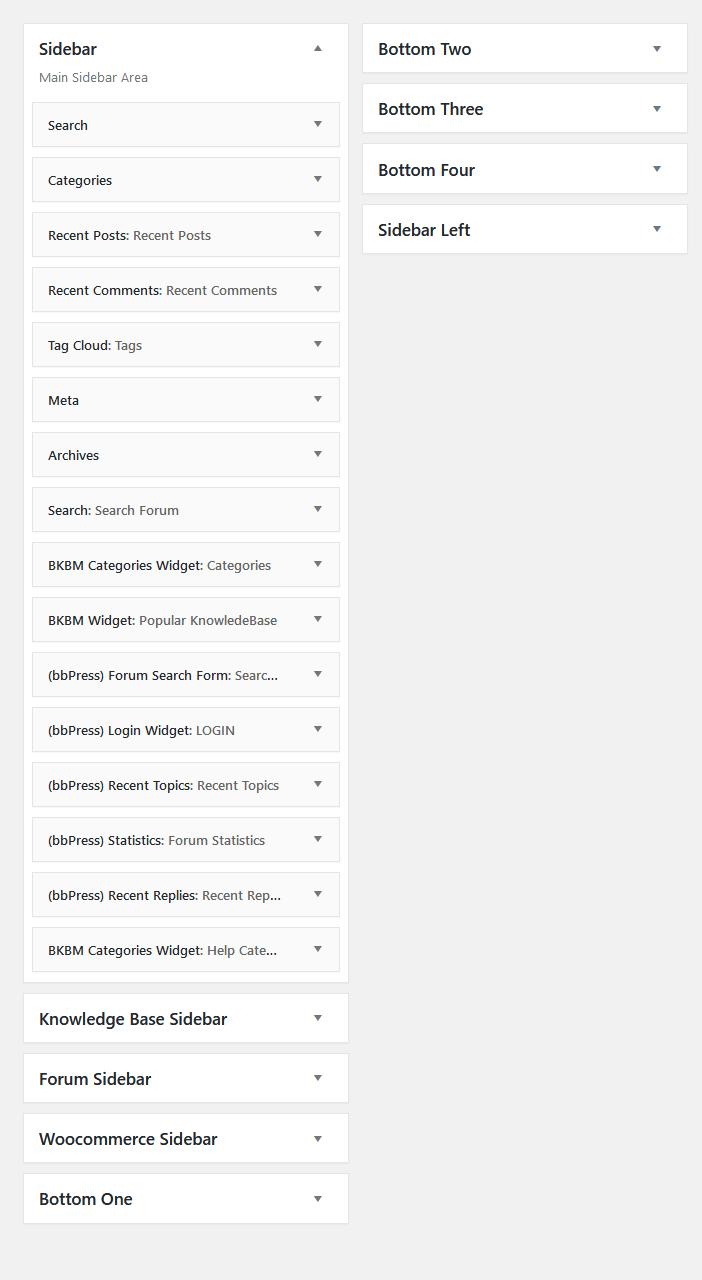 Sidebar
Main Sidebar Area
Search
Categories
Recent Posts: Recent Posts
Recent Comments: Recent Comments
Tag Cloud: Tags
Meta
Archives
Search: Search Forum
BKBM Categories Widget: Categories
BKBM Widget: Popular KnowledeBase
(bbPress) Forum Search Form: Searc...
(bbPress) Login Widget: LOGIN
(bbPress) Recent Topics: Recent Topics
(bbPress) Statistics: Forum Statistics
(bbPress) Recent Replies: Recent Rep...
BKBM Categories Widget: Help Cate...
Knowledge Base Sidebar
Forum Sidebar
Woocommerce Sidebar
Bottom One
Bottom Two
Bottom Three
Bottom Four
Sidebar Left